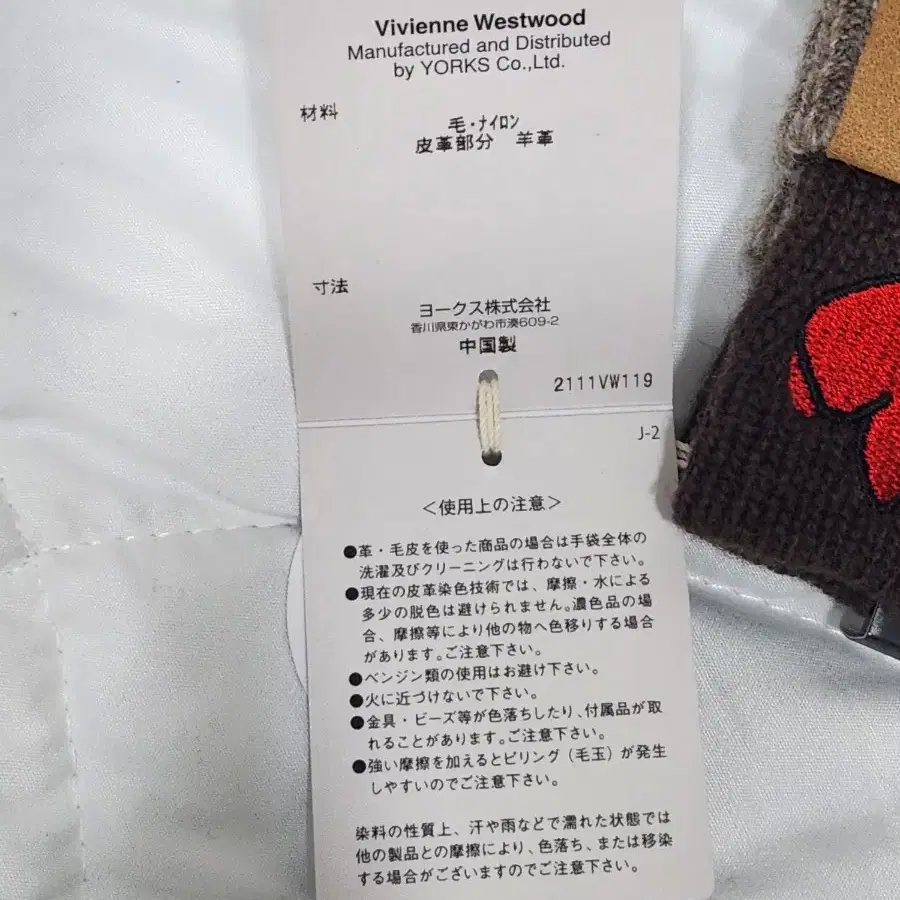 Vivienne Westwood
Manufactured and Distributed
by YORKS Co.,Ltd.
材料
毛・ナイロン
皮革部分 羊革
寸法
ヨークス株式会社
香川県東かがわ市湊609-2
中国製
2111VW119
J-2
＜使用上の注意＞
●革・毛皮を使った商品の場合は手袋全体の
洗濯及びクリーニングは行わないで下さい。
●現在の皮革染色技術では、摩擦・水による
多少の脱色は避けられません。濃色品の場
合、摩擦等により他の物へ色移りする場合
があります。ご注意下さい。
●ベンジン類の使用はお避け下さい。
●火に近づけないで下さい。
●金具・ビーズ等が色落ちしたり、付属品が取
れることがあります。ご注意下さい。
●強い摩擦を加えるとピリング（毛玉）が発生
しやすいのでご注意下さい。
染料の性質上、汗や雨などで濡れた状態では
他の製品との摩擦により、色落ち、または移染
する場合がございますのでご注意下さい。